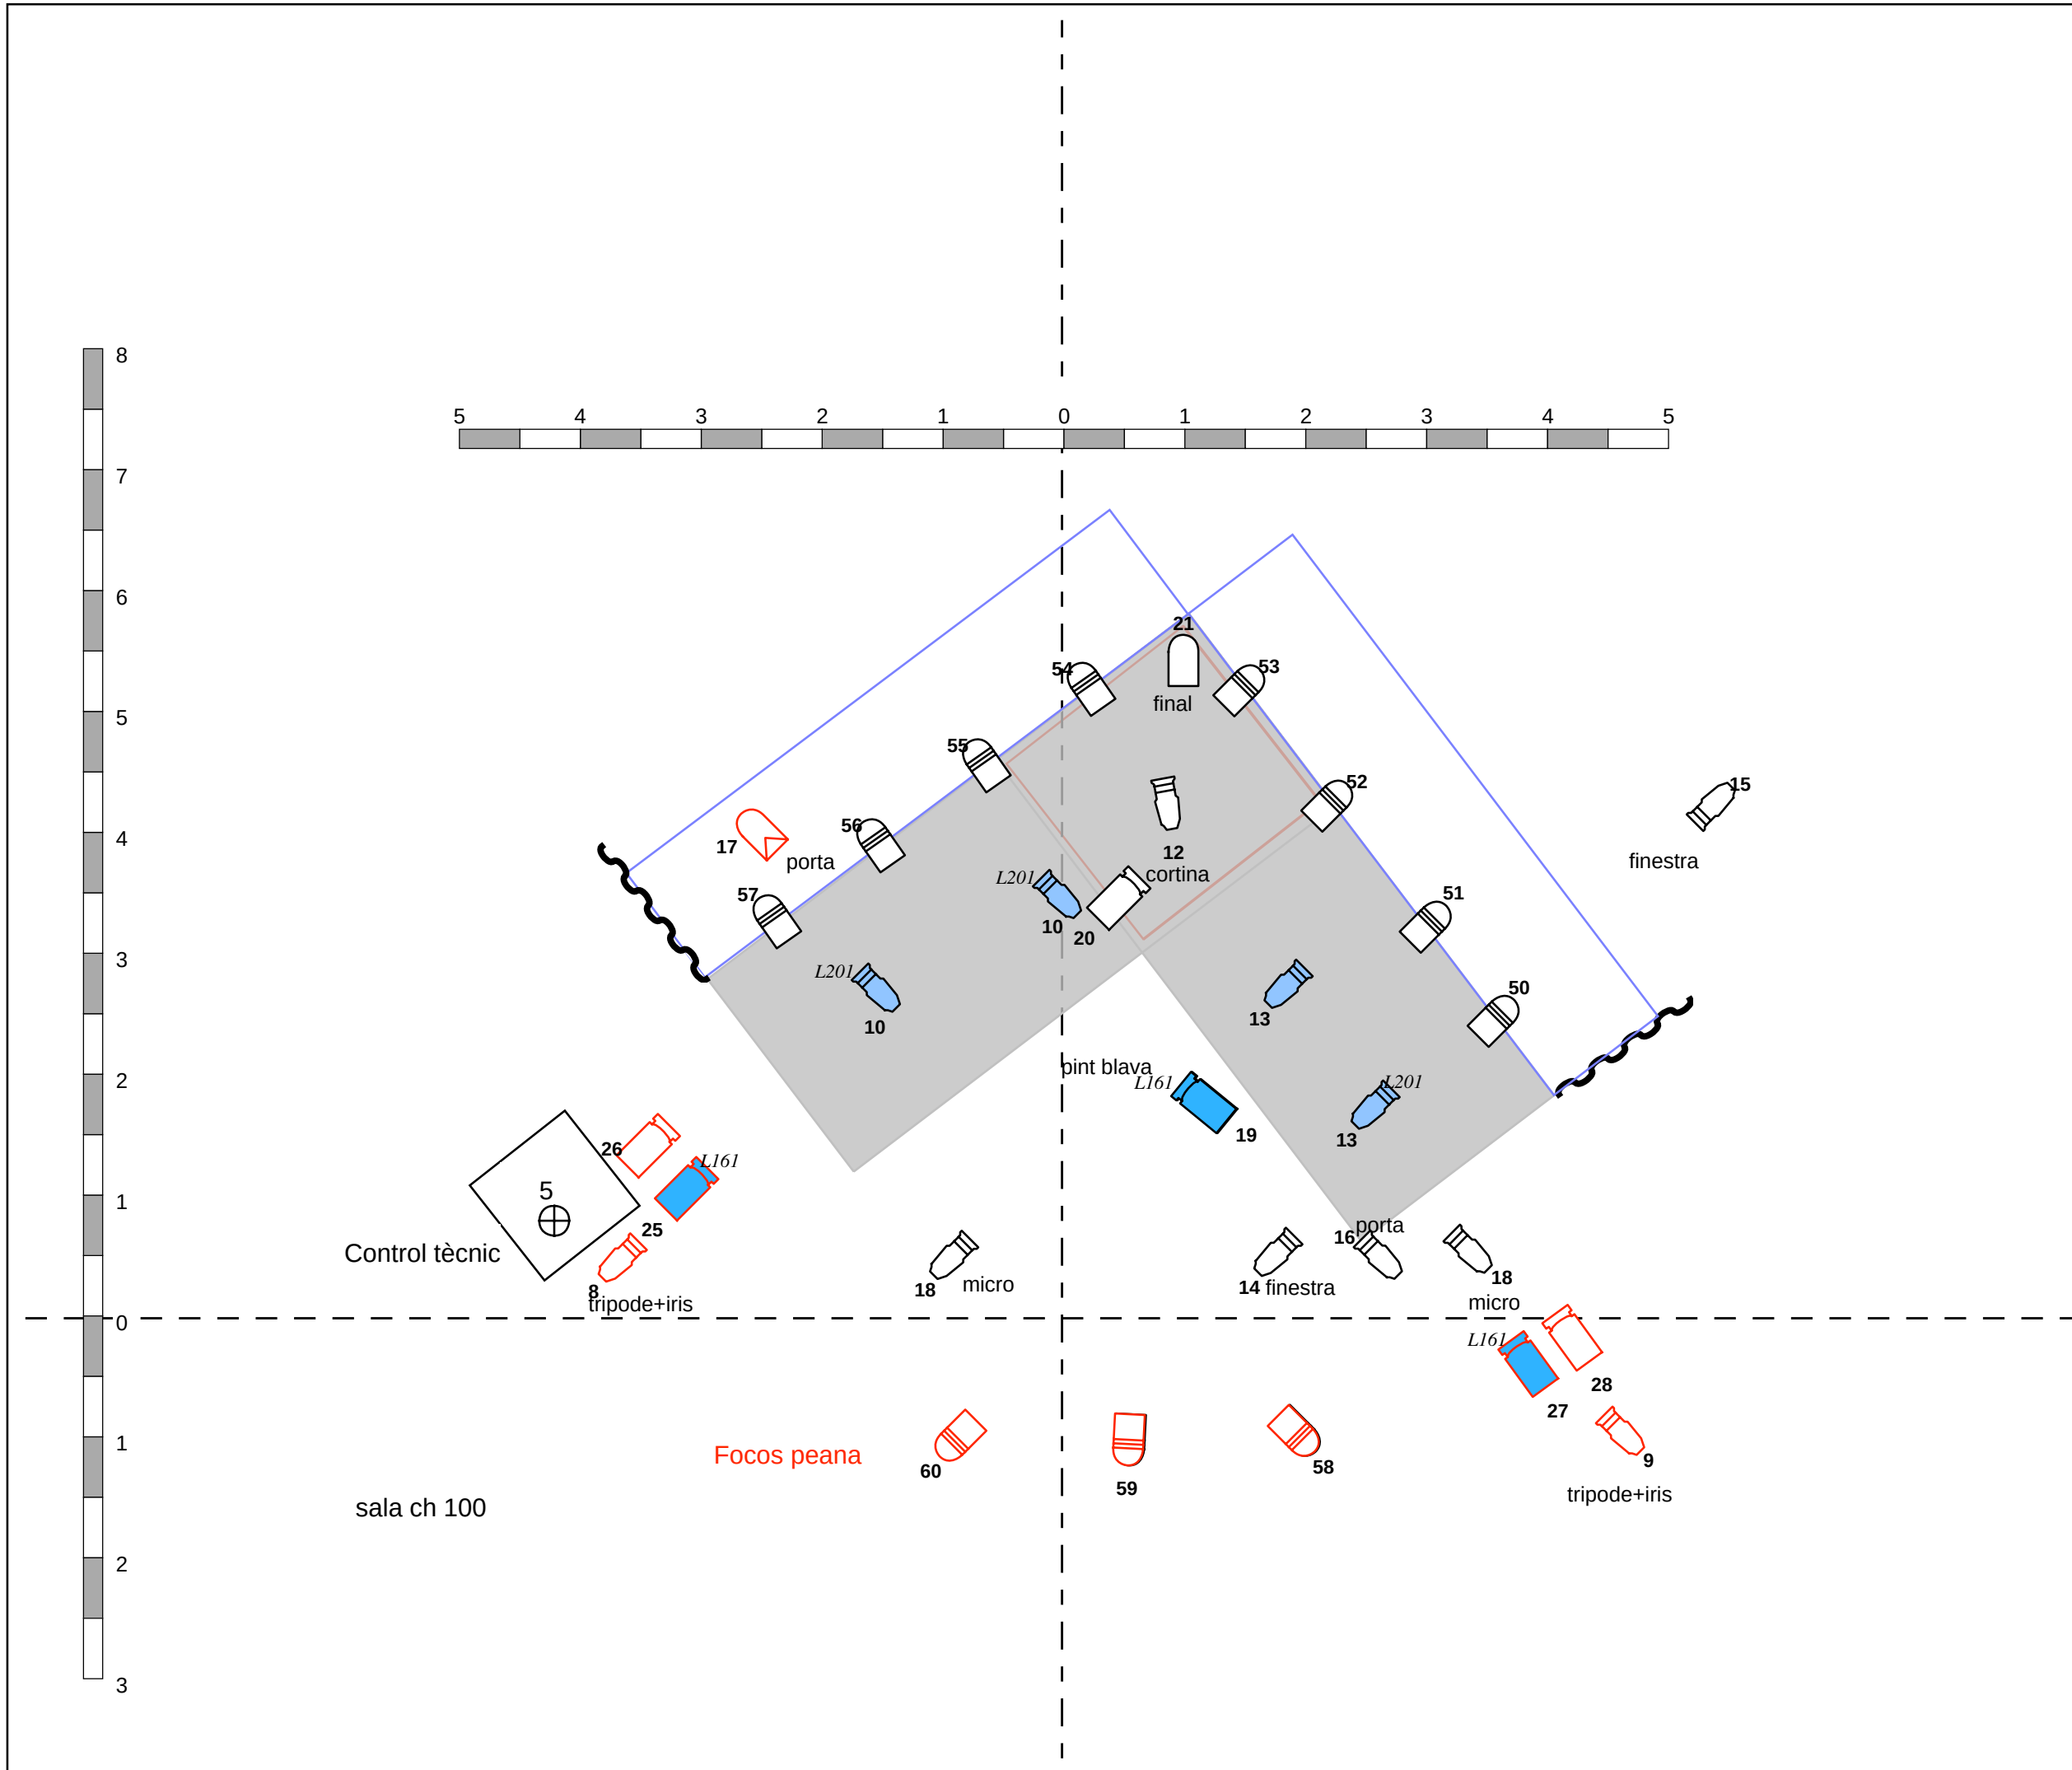 8
5 4 3 2 1 0 1 2 3 4 5
7
6
21
54
53
final
5
55
52
15
56
4
17
porta
12
finestra
cortina
L201
57
51
10
20
3
L201
50
13
10
pint blava
2
L161
L201
19
13
26
L161
5
1
25
porta
16
Control tècnic
18
micro
14
finestra
18
8
tripode+iris
micro
0
L161
28
27
1
Focos peana
60
58
9
59
tripode+iris
sala ch 100
2
3